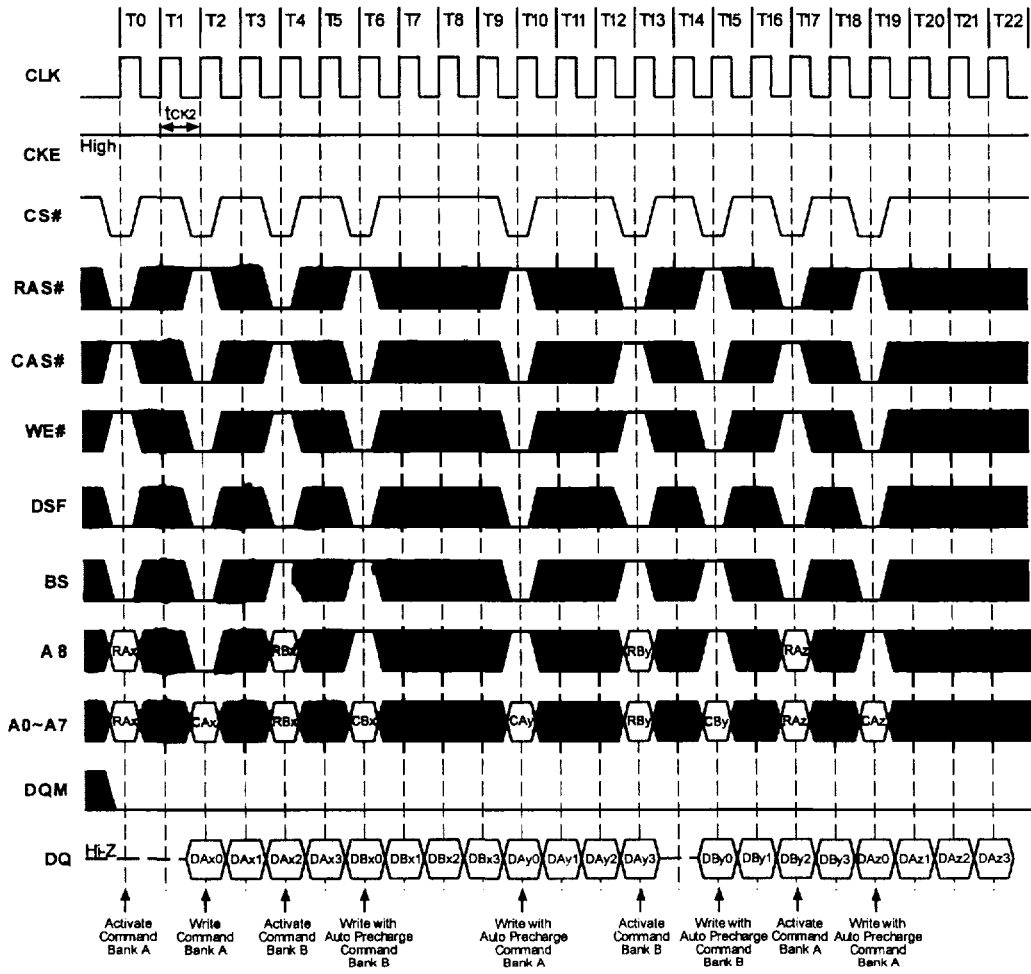 T0 T1 T2 T3 T4 T5 T6 T7 T8 T9 T10 T11 T12 T13 T14 T15 T16 T17 T18 T19 T20 T21 T22
CLK
tCK2
High
CKE
CS#
RAS#
CAS#
WE#
DSF
BS
A8 RAx RBx RBy RAz
A0~A7 RAx CAx RBx CBx CAy RBy CBy RAz CAz
DQM
DQ Hi-Z DAx0 DAx1 DAx2 DAx3 DBx0 DBx1 DBx2 DBx3 DAy0 DAy1 DAy2 DAy3 DBy0 DBy1 DBy2 DBy3 DAz0 DAz1 DAz2 DAz3
Activate
Command
Bank A
Write
Command
Bank A
Activate
Command
Bank B
Write with
Auto Precharge
Command
Bank B
Write with
Auto Precharge
Command
Bank A
Activate
Command
Bank B
Write with
Auto Precharge
Command
Bank B
Activate
Command
Bank A
Write with
Auto Precharge
Command
Bank A